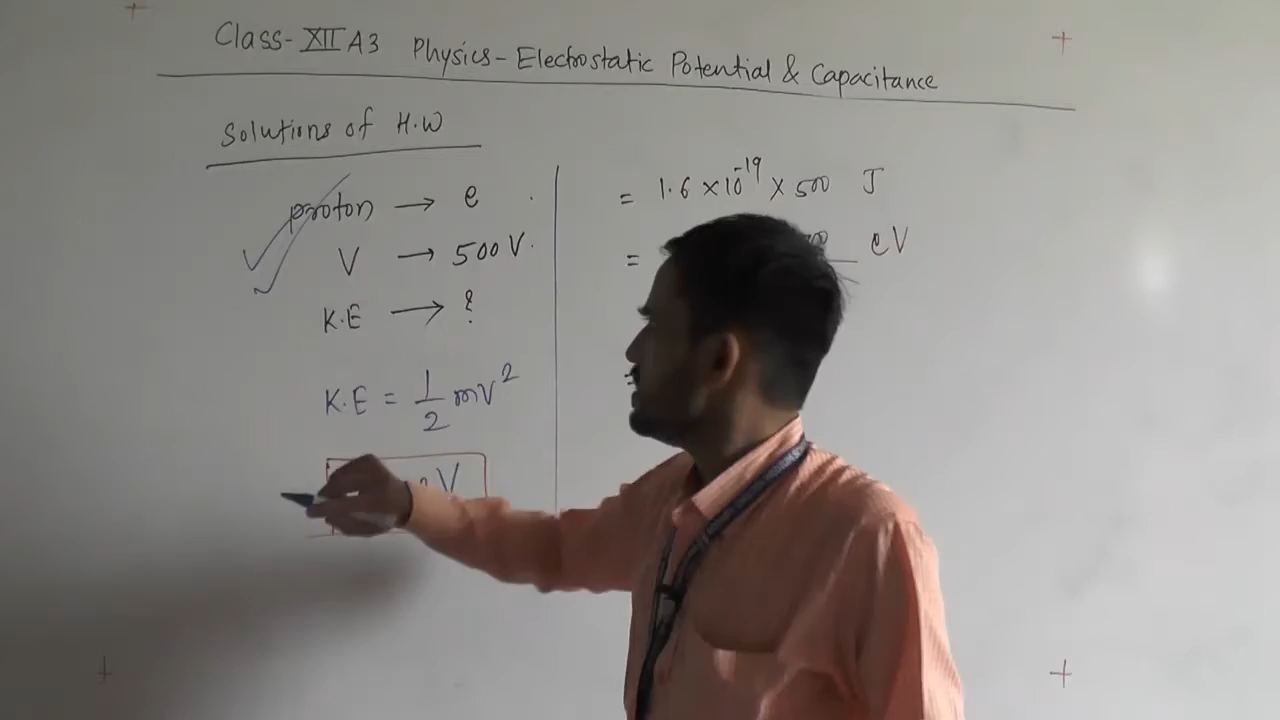 Class-XII A3 Physics-Electrostatic Potential & Capacitance
Solutions of H.W
proton → e
V → 500 V.
K.E → ?
K.E = 1/2 mv²
V
= 1.6 ×10⁻¹⁹ × 500 J
= eV